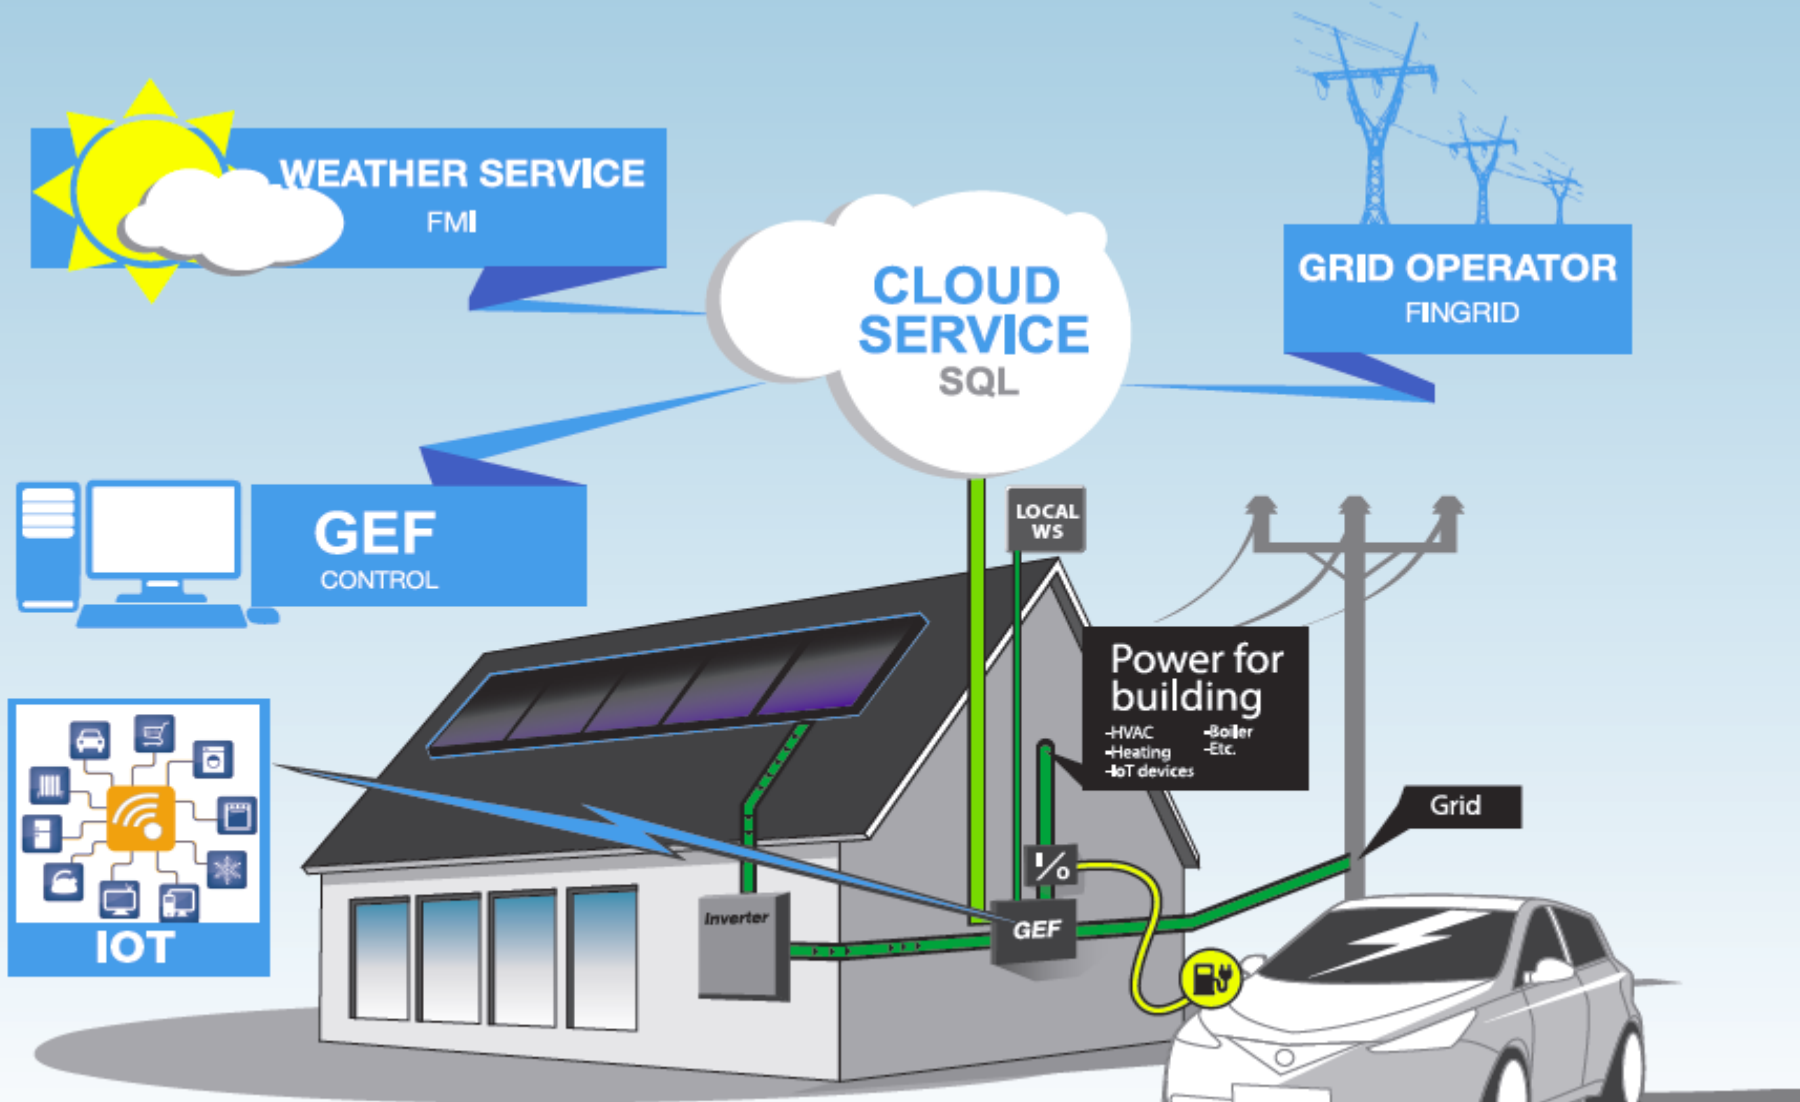 WEATHER SERVICE
FMI
GRID OPERATOR
FINGRID
CLOUD
SERVICE
SQL
GEF
CONTROL
LOCAL
WS
Power for
building
-HVAC
-Heating
-IoT devices
-Boiler
-Etc.
Grid
I/o
Inverter
GEF
IOT